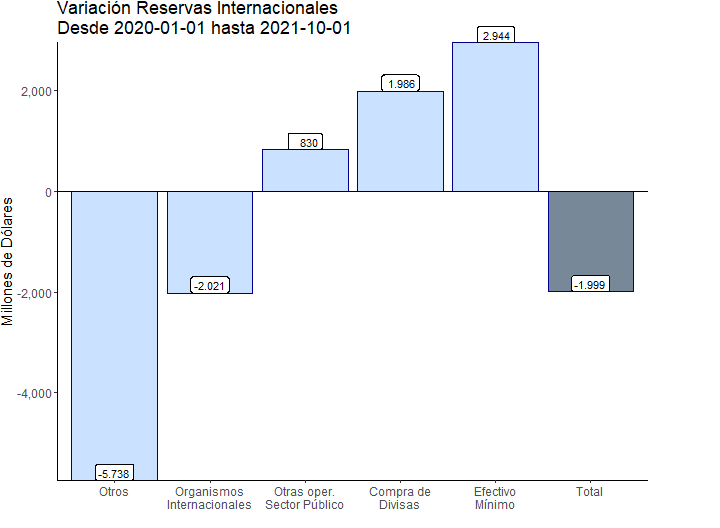 Variación Reservas Internacionales
Desde 2020-01-01 hasta 2021-10-01
Millones de Dólares
2,000
0
-2,000
-4,000
-5.738
-2.021
830
1.986
2.944
-1.999
Otros
Organismos
Internacionales
Otras oper.
Sector Público
Compra de
Divisas
Efectivo
Mínimo
Total